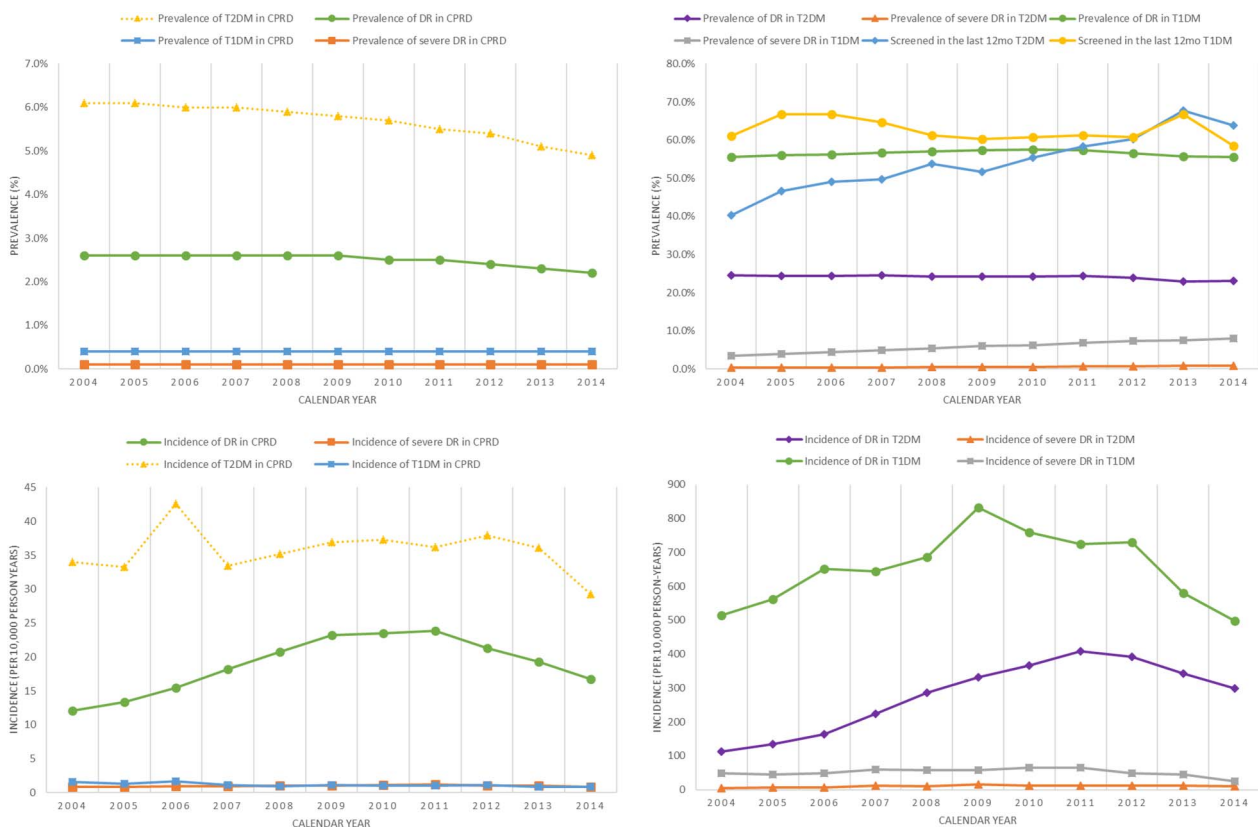 Prevalence of T2DM in CPRD Prevalence of DR in CPRD
Prevalence of T1DM in CPRD Prevalence of severe DR in CPRD
7.0%
6.0%
5.0%
4.0%
3.0%
2.0%
1.0%
0.0%
PREVALENCE (%)
2004 2005 2006 2007 2008 2009 2010 2011 2012 2013 2014
CALENDAR YEAR
Prevalence of DR in T2DM Prevalence of severe DR in T2DM Prevalence of DR in T1DM
Prevalence of severe DR in T1DM Screened in the last 12mo T2DM Screened in the last 12mo T1DM
80.0%
70.0%
60.0%
50.0%
40.0%
30.0%
20.0%
10.0%
0.0%
PREVALENCE (%)
2004 2005 2006 2007 2008 2009 2010 2011 2012 2013 2014
CALENDAR YEAR
Incidence of DR in CPRD Incidence of severe DR in CPRD
Incidence of T2DM in CPRD Incidence of T1DM in CPRD
45
40
35
30
25
20
15
10
5
0
INCIDENCE (PER10,000 PERSON YEARS)
2004 2005 2006 2007 2008 2009 2010 2011 2012 2013 2014
CALENDAR YEAR
Incidence of DR in T2DM Incidence of severe DR in T2DM
Incidence of DR in T1DM Incidence of severe DR in T1DM
900
800
700
600
500
400
300
200
100
0
INCIDENCE (PER10,000 PERSON-YEARS)
2004 2005 2006 2007 2008 2009 2010 2011 2012 2013 2014
CALENDAR YEAR